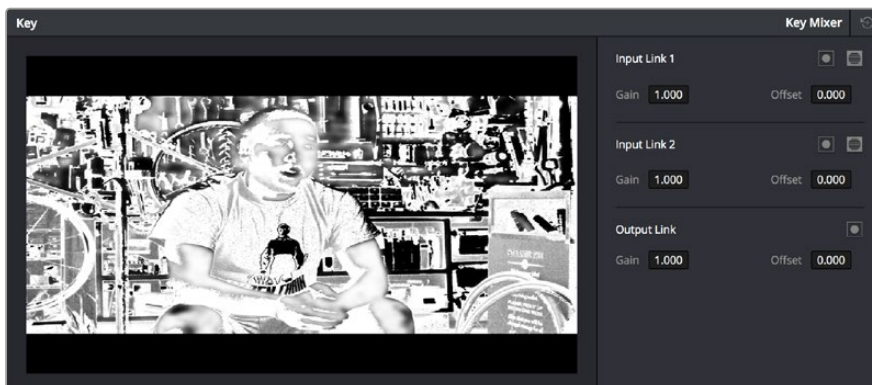 Key
Key Mixer
Input Link 1
Gain 1.000 Offset 0.000
Input Link 2
Gain 1.000 Offset 0.000
Output Link
Gain 1.000 Offset 0.000